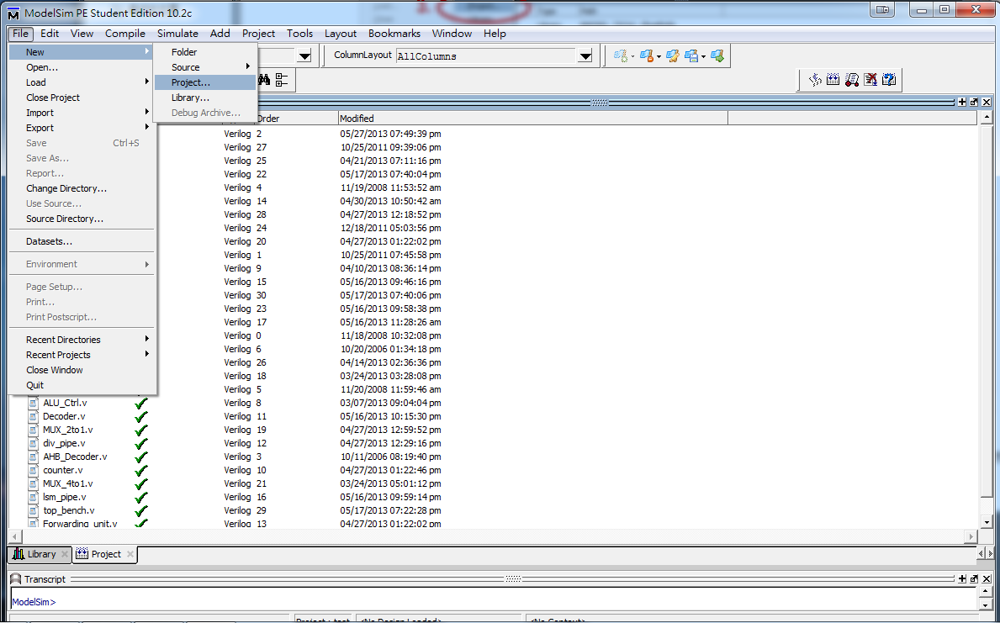 ModelSim PE Student Edition 10.2c
File Edit View Compile Simulate Add Project Tools Layout Bookmarks Window Help
New
Open...
Load
Close Project
Import
Export
Save Ctrl+S
Save As...
Report...
Change Directory...
Use Source...
Source Directory...
Datasets...
Environment
Page Setup...
Print...
Print Postscript...
Recent Directories
Recent Projects
Close Window
Quit
Folder
Source
Project...
Library...
Debug Archive...
ColumnLayout AllColumns
Order Modified
Verilog 2 05/27/2013 07:49:39 pm
Verilog 27 10/25/2011 09:39:06 pm
Verilog 25 04/21/2013 07:11:16 pm
Verilog 22 05/17/2013 07:40:04 pm
Verilog 4 11/19/2008 11:53:52 am
Verilog 14 04/30/2013 10:50:42 am
Verilog 28 04/27/2013 12:18:52 pm
Verilog 24 12/18/2011 05:03:56 pm
Verilog 20 04/27/2013 01:22:02 pm
Verilog 1 10/25/2011 07:45:58 pm
Verilog 9 04/10/2013 08:36:14 pm
Verilog 15 05/16/2013 09:46:16 pm
Verilog 30 05/17/2013 07:40:06 pm
Verilog 23 05/16/2013 09:58:38 pm
Verilog 17 05/16/2013 11:28:26 am
Verilog 0 11/18/2008 10:32:08 pm
Verilog 6 10/20/2006 01:34:18 pm
Verilog 26 04/14/2013 02:36:36 pm
Verilog 18 03/24/2013 03:28:08 pm
Verilog 5 11/20/2008 11:59:46 am
ALU_Ctrl.v Verilog 8 03/07/2013 09:04:04 pm
Decoder.v Verilog 11 05/16/2013 10:15:30 pm
MUX_2to1.v Verilog 19 04/27/2013 12:59:52 pm
div_pipe.v Verilog 12 04/27/2013 12:29:16 pm
AHB_Decoder.v Verilog 3 10/11/2006 08:19:40 pm
counter.v Verilog 10 04/27/2013 01:22:46 pm
MUX_4to1.v Verilog 21 03/24/2013 05:01:12 pm
lsm_pipe.v Verilog 16 05/16/2013 09:59:14 pm
top_bench.v Verilog 29 05/17/2013 07:22:28 pm
Forwarding_unit.v Verilog 13 04/27/2013 01:22:02 pm
Library Project
Transcript
ModelSim>
Project : test <No Design Loaded> <No Context>